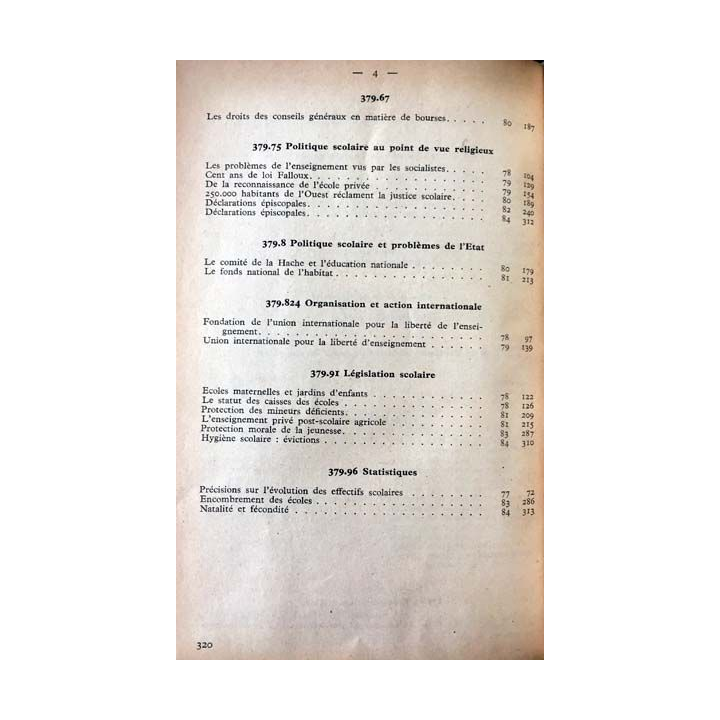 — 4 —
379.67
Les droits des conseils généraux en matière de bourses. . . . . 80 187
379.75 Politique scolaire au point de vue religieux
Les problèmes de l'enseignement vus par les socialistes. . . . . 78 104
Cent ans de loi Falloux. . . . . . . . . . . . . . . . . 79 129
De la reconnaissance de l'école privée . . . . . . . . . . . 79 154
250.000 habitants de l'Ouest réclament la justice scolaire. . . . 80 189
Déclarations épiscopales. . . . . . . . . . . . . . . . . 82 240
Déclarations épiscopales. . . . . . . . . . . . . . . . . 84 312
379.8 Politique scolaire et problèmes de l'Etat
Le comité de la Hache et l'éducation nationale . . . . . . . . 80 179
Le fonds national de l'habitat . . . . . . . . . . . . . . . 81 213
379.824 Organisation et action internationale
Fondation de l'union internationale pour la liberté de l'ensei-
gnement. . . . . . . . . . . . . . . . . . . . . . 78 97
Union internationale pour la liberté d'enseignement . . . . . . 79 139
379.91 Législation scolaire
Ecoles maternelles et jardins d'enfants . . . . . . . . . . . 78 122
Le statut des caisses des écoles . . . . . . . . . . . . . . 78 126
Protection des mineurs déficients. . . . . . . . . . . . . . 81 209
L'enseignement privé post-scolaire agricole . . . . . . . . . 81 215
Protection morale de la jeunesse. . . . . . . . . . . . . . 83 287
Hygiène scolaire : évictions . . . . . . . . . . . . . . . . 84 310
379.96 Statistiques
Précisions sur l'évolution des effectifs scolaires . . . . . . . . 77 72
Encombrement des écoles . . . . . . . . . . . . . . . . . 83 286
Natalité et fécondité . . . . . . . . . . . . . . . . . . . 84 313
320